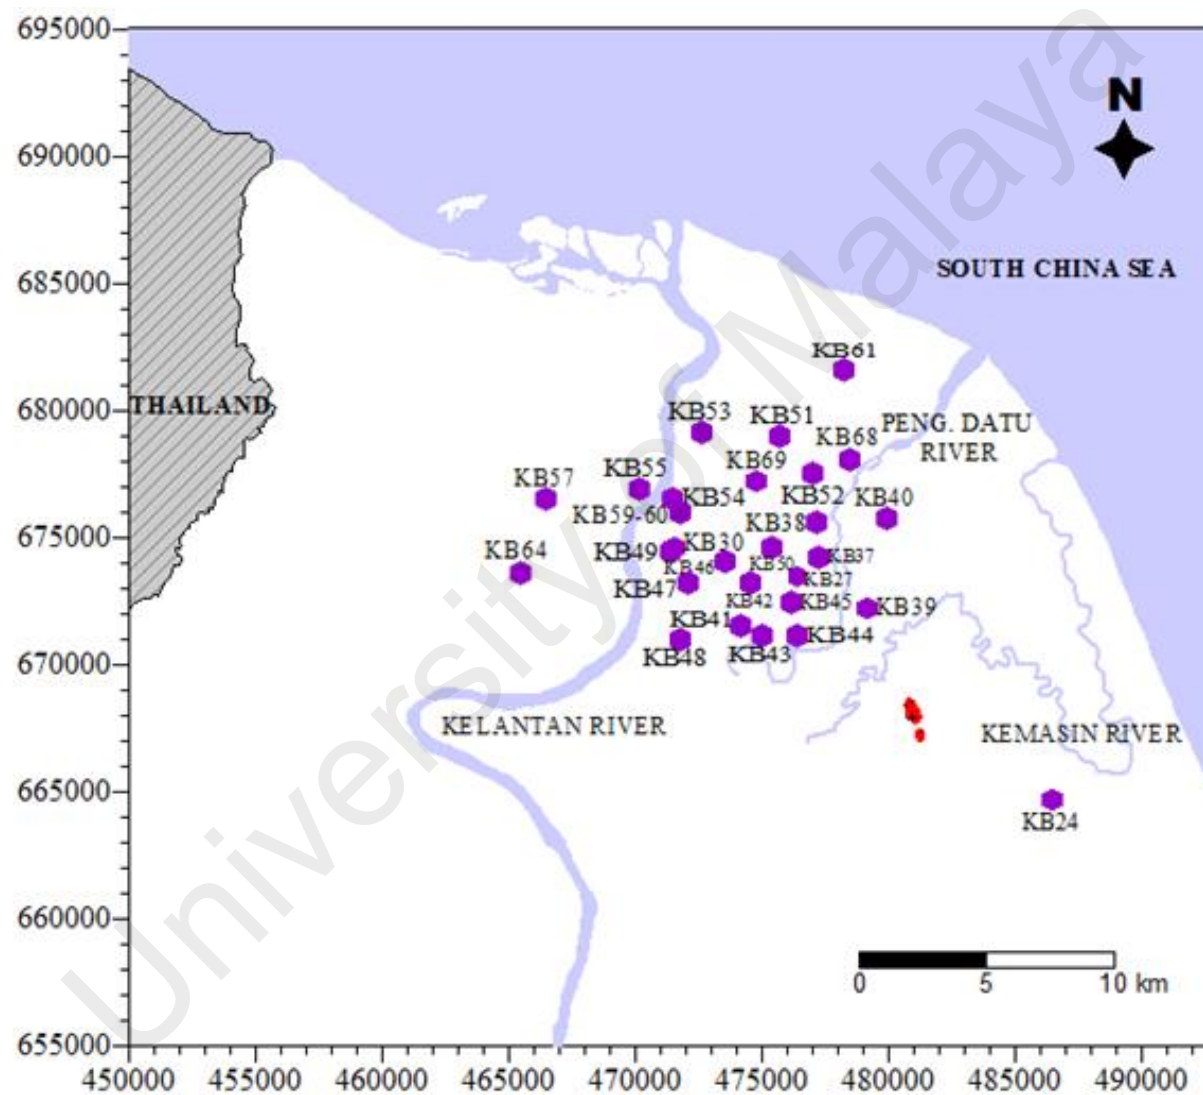 695000
690000
685000
680000
675000
670000
665000
660000
655000
450000 455000 460000 465000 470000 475000 480000 485000 490000
N
SOUTH CHINA SEA
THAILAND
PENG. DATU
RIVER
KELANTAN RIVER
KEMASIN RIVER
KB61
KB53
KB51
KB68
KB69
KB55
KB57
KB54
KB52
KB40
KB59-60
KB38
KB64
KB49
KB30
KB50
KB37
KB46
KB27
KB47
KB42
KB45
KB39
KB41
KB44
KB48
KB43
KB24
0 5 10 km
University of Malaya